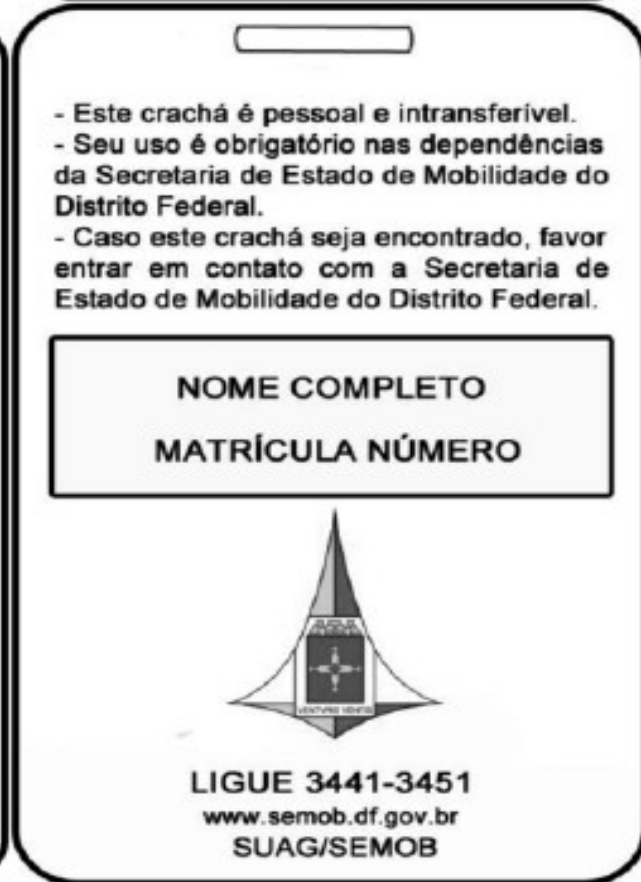 - Este crachá é pessoal e intransferível.
- Seu uso é obrigatório nas dependências
da Secretaria de Estado de Mobilidade do
Distrito Federal.
- Caso este crachá seja encontrado, favor
entrar em contato com a Secretaria de
Estado de Mobilidade do Distrito Federal.
NOME COMPLETO
MATRÍCULA NÚMERO
VENTVRIS VENTIS
LIGUE 3441-3451
www.semob.df.gov.br
SUAG/SEMOB